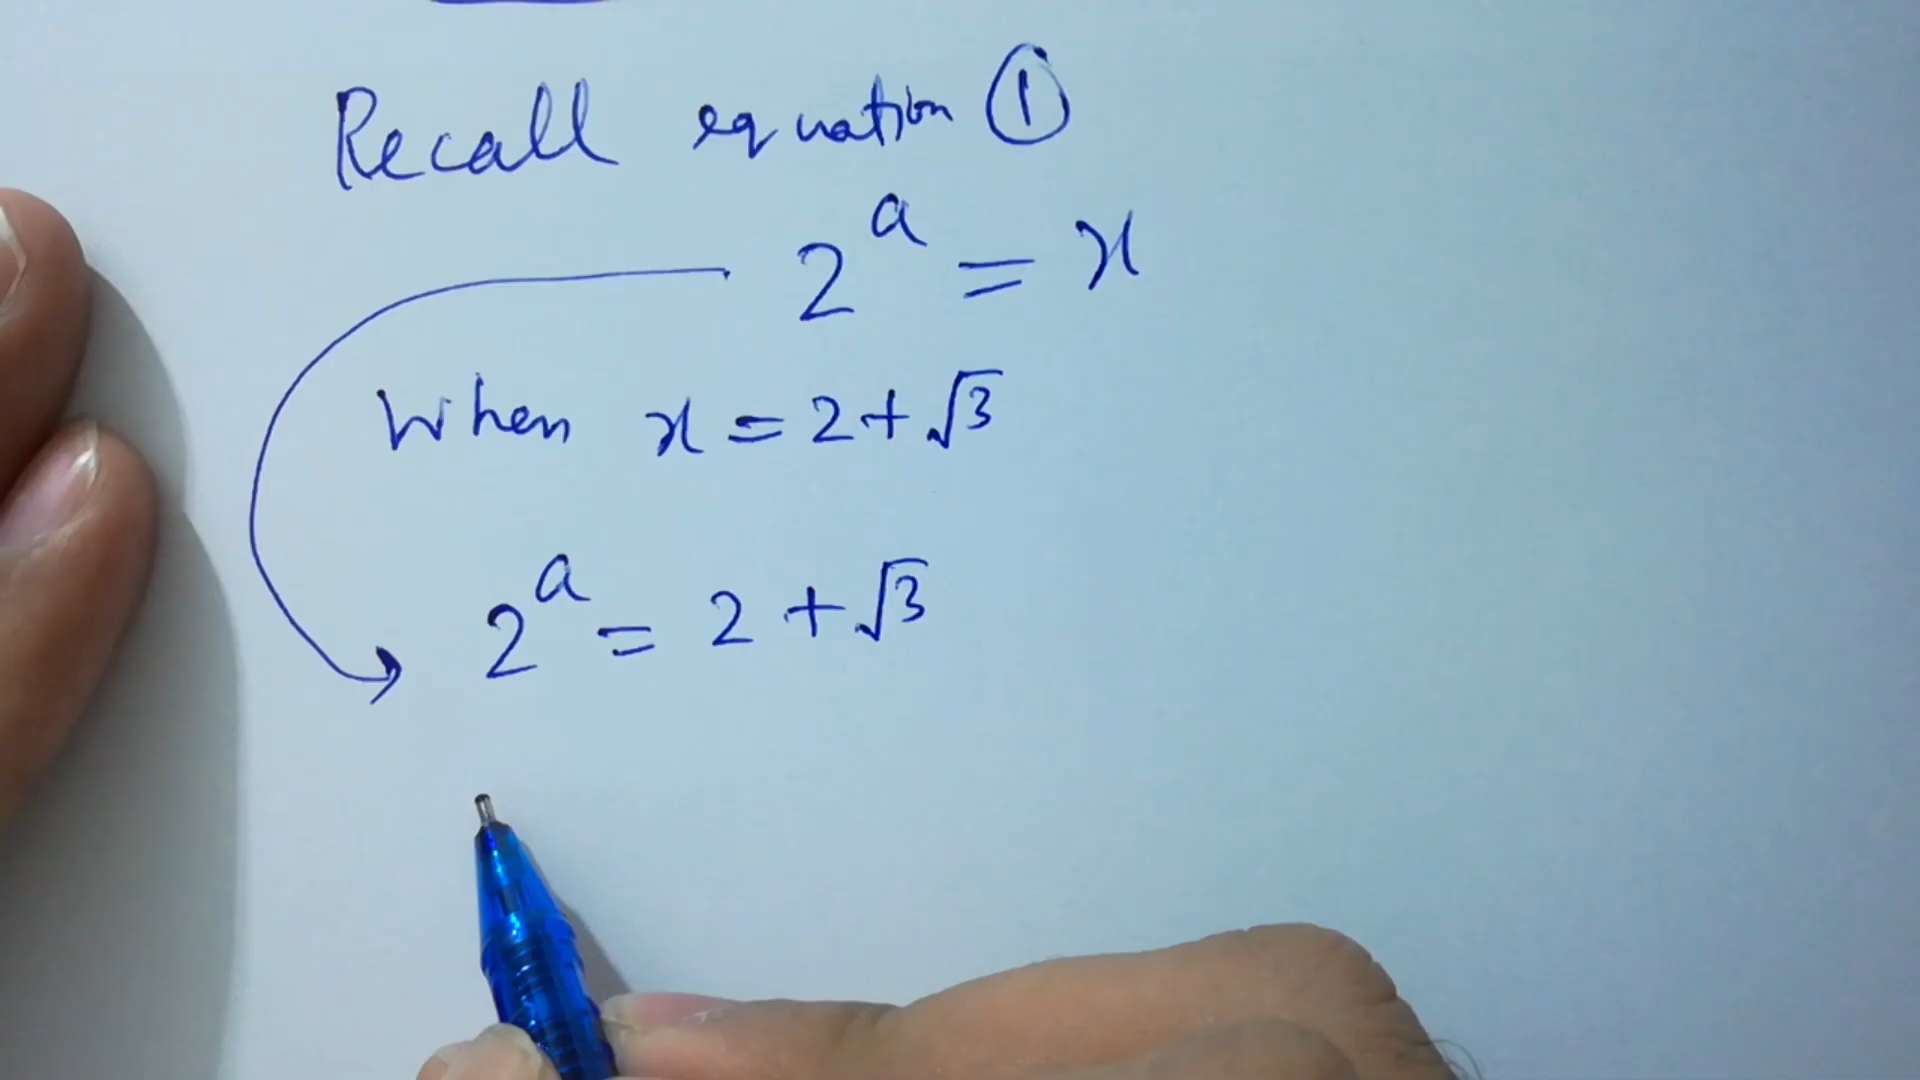 Recall equation ①
2^a = x
When x = 2 + √3
2^a = 2 + √3